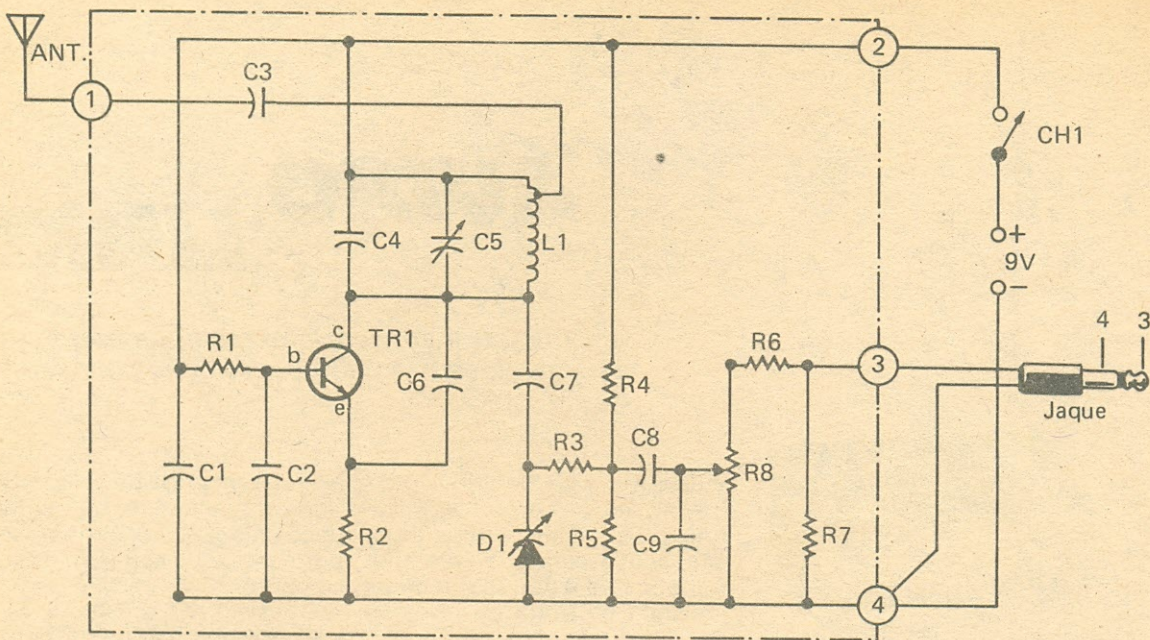 ANT.
1
C3
2
CH1
+
9V
−
C4
C5
L1
R1
b
c
TR1
e
C6
C7
R4
R6
3
4
3
Jaque
C1
C2
R3
C8
R8
R2
D1
R5
C9
R7
4